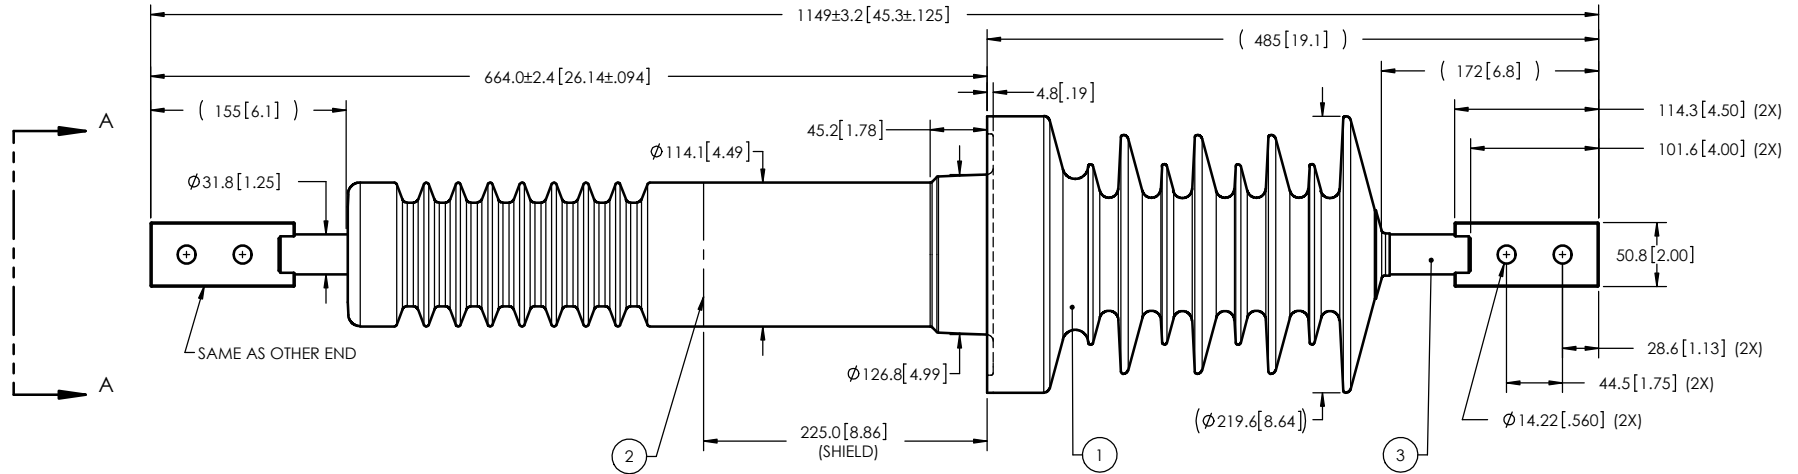 1149±3.2[45.3±.125]
( 485[19.1] )
664.0±2.4[26.14±.094]
( 172[6.8] )
4.8[.19]
( 155[6.1] )
114.3[4.50] (2X)
A
45.2[1.78]
Ø114.1[4.49]
101.6[4.00] (2X)
Ø31.8[1.25]
50.8[2.00]
SAME AS OTHER END
28.6[1.13] (2X)
Ø126.8[4.99]
44.5[1.75] (2X)
A
(Ø219.6[8.64])
Ø14.22[.560] (2X)
225.0[8.86]
(SHIELD)
2
1
3